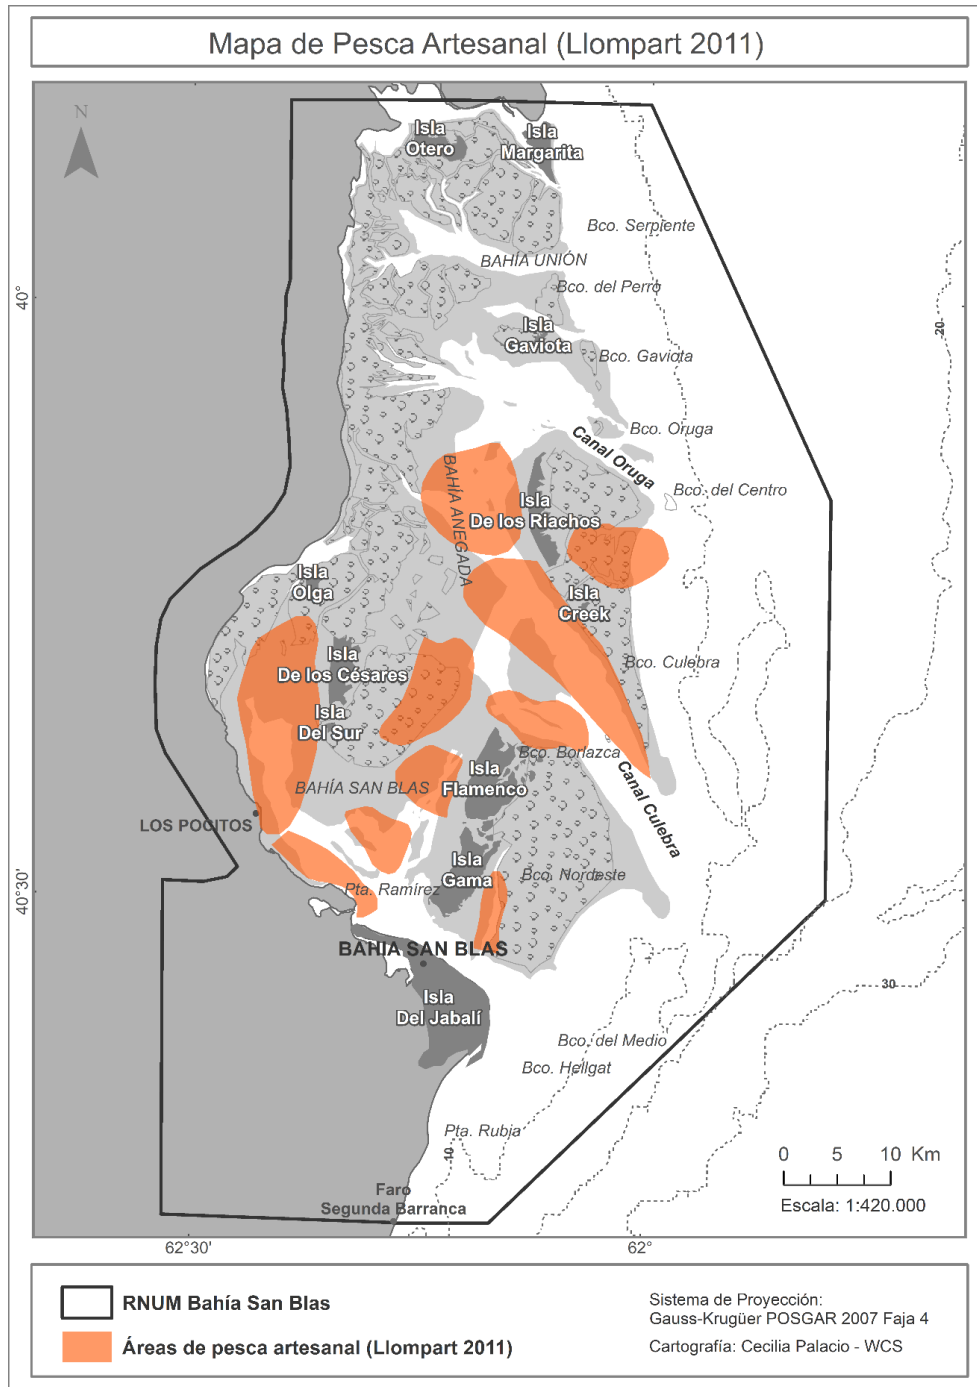 Mapa de Pesca Artesanal (Llompart 2011)
N
Isla
Otero
Isla
Margarita
Bco. Serpiente
BAHÍA UNIÓN
Bco. del Perro
40°
20
Isla
Gaviota
Bco. Gaviota
Bco. Oruga
Canal Oruga
BAHÍA ANEGADA
Bco. del Centro
Isla
De los Riachos
Isla
Olga
Isla
Creek
Isla
De los Césares
Bco. Culebra
Isla
Del Sur
Bco. Borlazca
Isla
Flamenco
BAHÍA SAN BLAS
Canal Culebra
LOS POCITOS
Isla
Gama
Bco. Nordeste
Pta. Ramírez
40°30'
BAHIA SAN BLAS
30
Isla
Del Jabalí
Bco. del Medio
Bco. Hellgat
Pta. Rubia
10
0 5 10 Km
Escala: 1:420.000
Faro
Segunda Barranca
62°30'
62°
RNUM Bahía San Blas
Áreas de pesca artesanal (Llompart 2011)
Sistema de Proyección:
Gauss-Krugüer POSGAR 2007 Faja 4
Cartografía: Cecilia Palacio - WCS